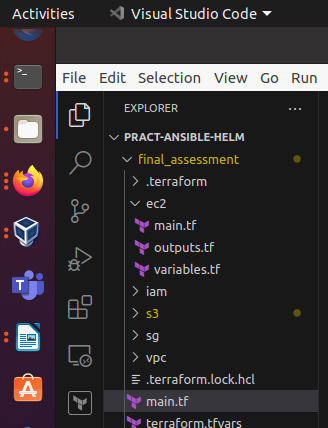 Activities Visual Studio Code
File Edit Selection View Go Run
EXPLORER ...
PRACT-ANSIBLE-HELM
final_assessment
.terraform
ec2
main.tf
outputs.tf
variables.tf
iam
s3
sg
vpc
.terraform.lock.hcl
main.tf
terraform.tfvars